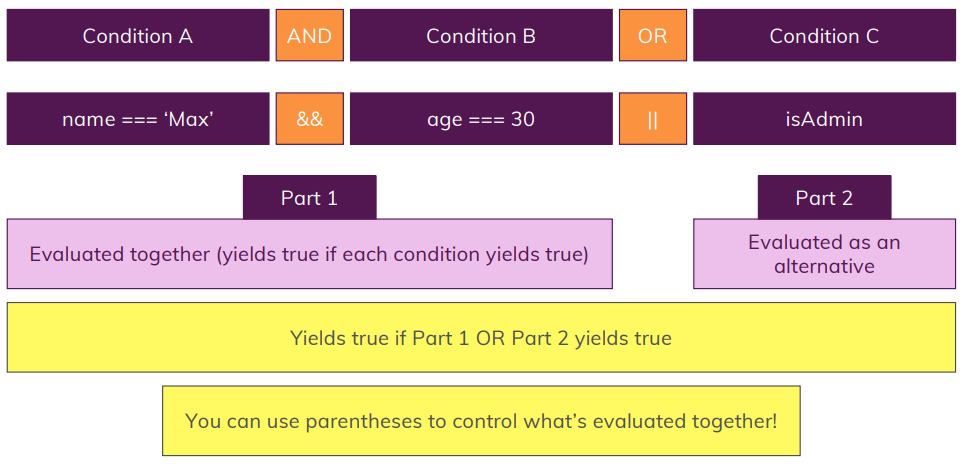 Condition A AND Condition B OR Condition C
name === ‘Max’ && age === 30 || isAdmin
Part 1
Part 2
Evaluated together (yields true if each condition yields true)
Evaluated as an
alternative
Yields true if Part 1 OR Part 2 yields true
You can use parentheses to control what’s evaluated together!